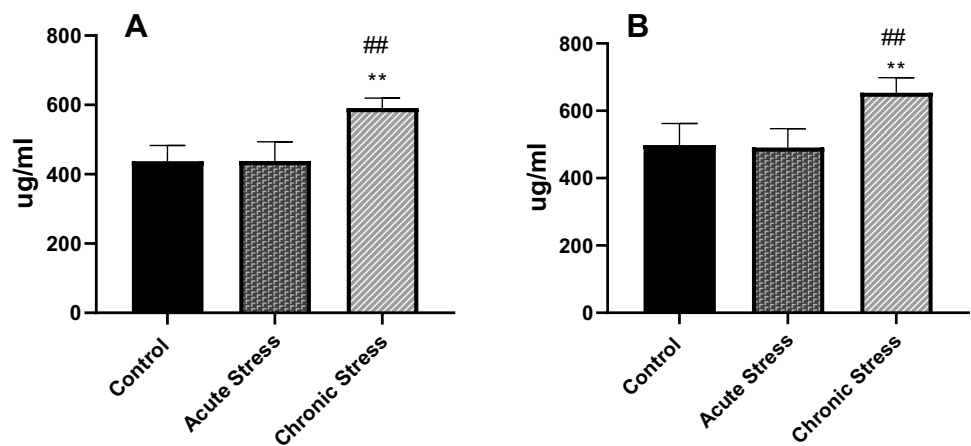 A
ug/ml
800
600
400
200
0
##
**
Control
Acute Stress
Chronic Stress
B
ug/ml
800
600
400
200
0
##
**
Control
Acute Stress
Chronic Stress